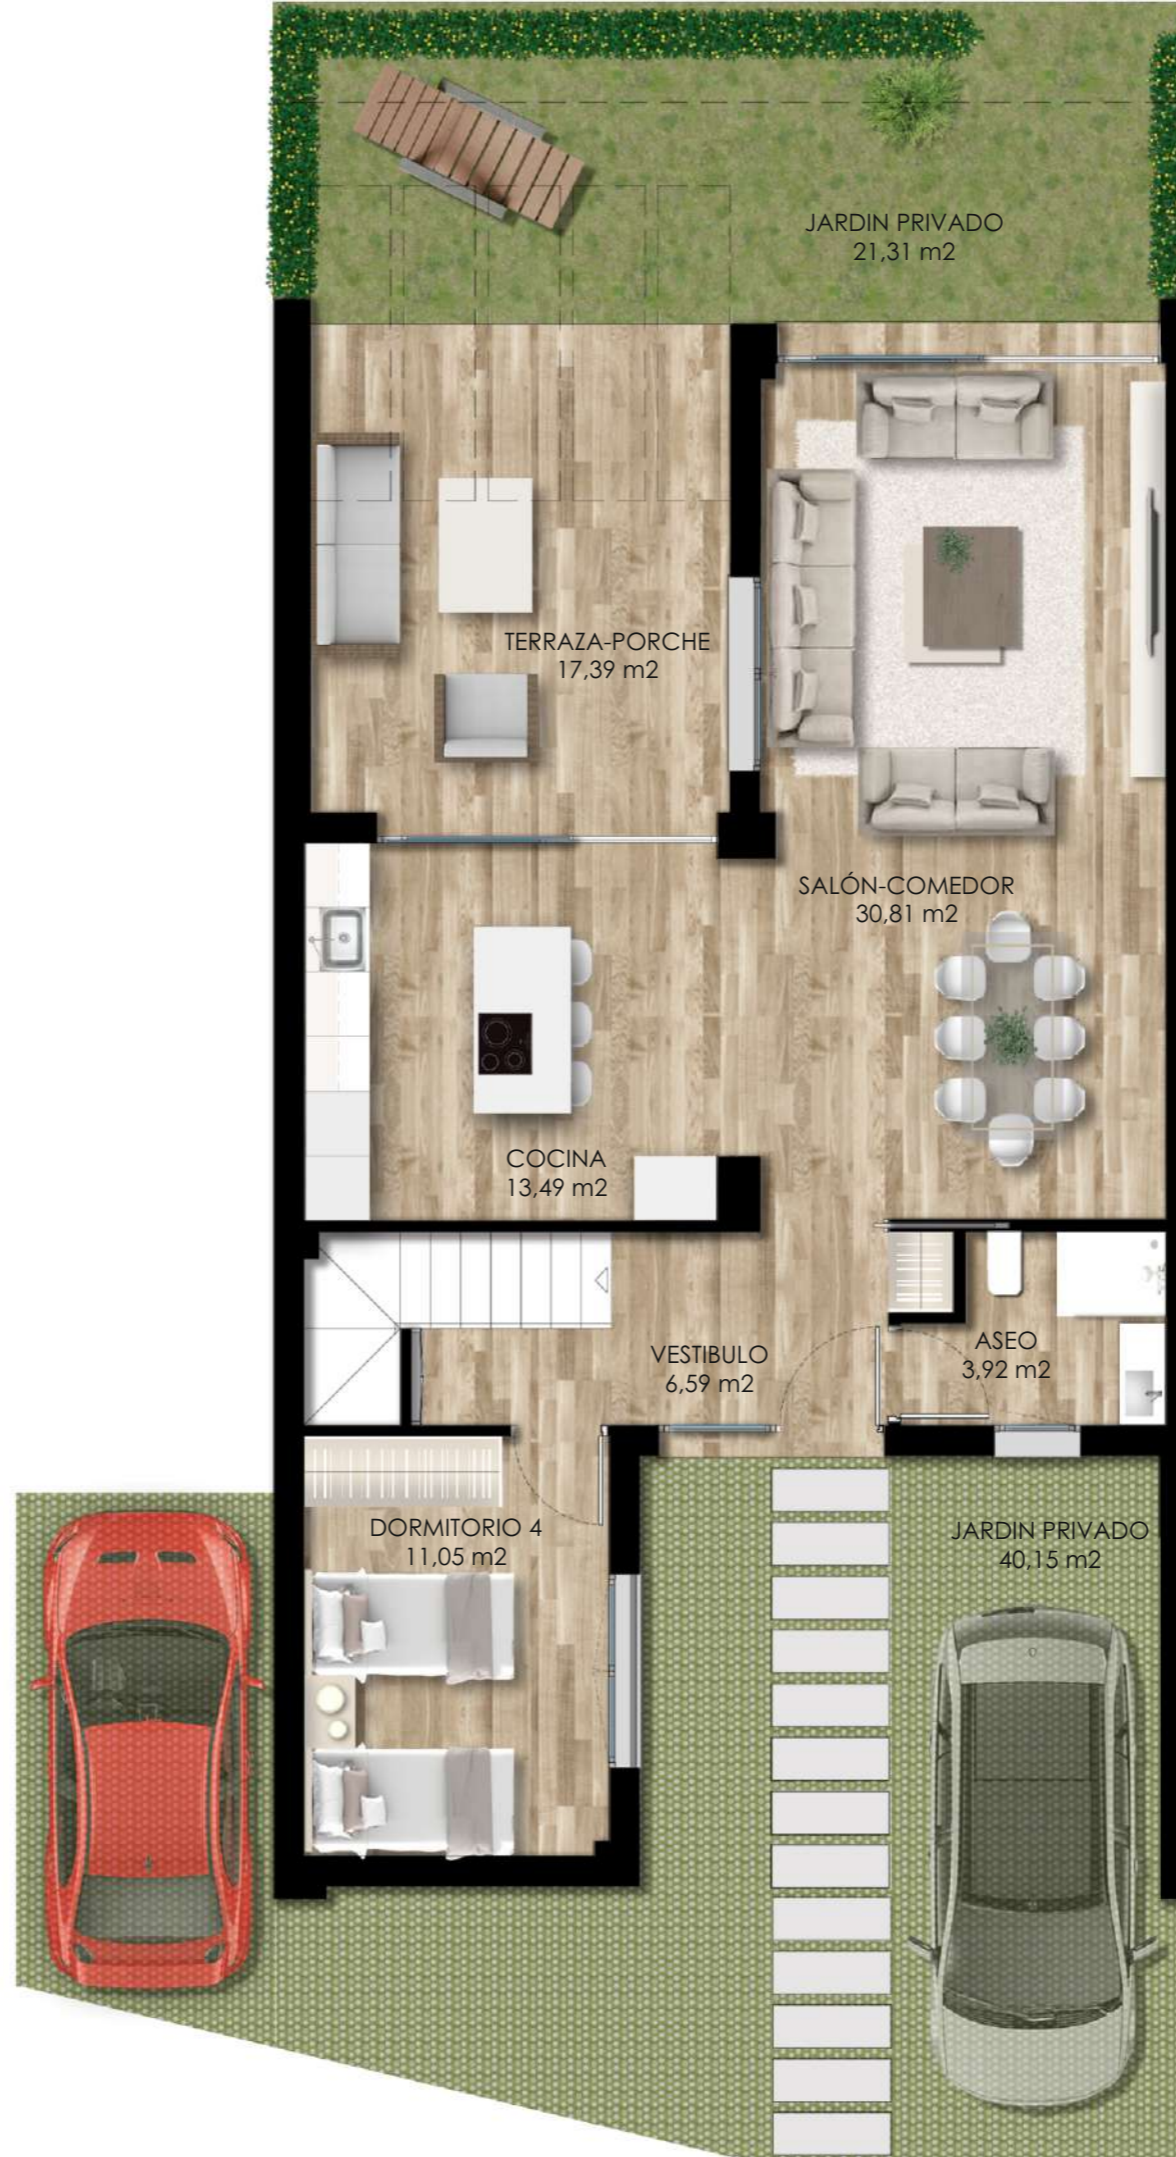 JARDIN PRIVADO
21,31 m2
TERRAZA-PORCHE
17,39 m2
SALÓN-COMEDOR
30,81 m2
COCINA
13,49 m2
VESTIBULO
6,59 m2
ASEO
3,92 m2
DORMITORIO 4
11,05 m2
JARDIN PRIVADO
40,15 m2